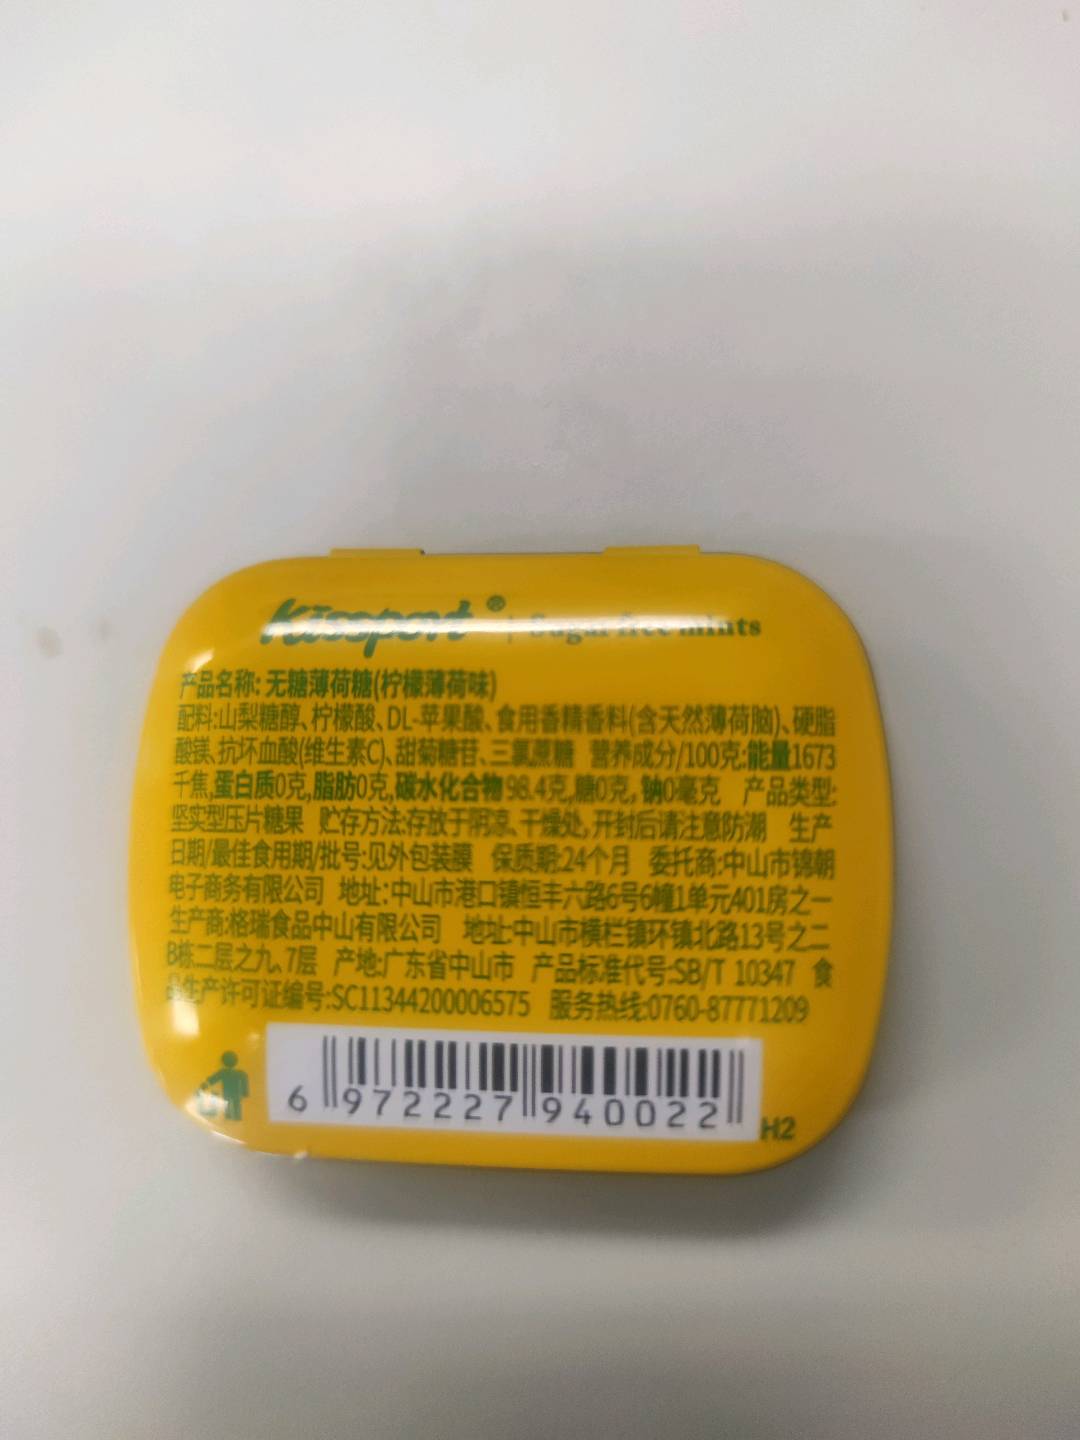 Kissport® | Sugar free mints
产品名称:无糖薄荷糖(柠檬薄荷味)
配料:山梨糖醇、柠檬酸、DL-苹果酸、食用香精香料(含天然薄荷脑)、硬脂
酸镁、抗坏血酸(维生素C)、甜菊糖苷、三氯蔗糖 营养成分/100克:能量1673
千焦,蛋白质0克,脂肪0克,碳水化合物98.4克,糖0克,钠0毫克 产品类型:
坚实型压片糖果 贮存方法:存放于阴凉、干燥处,开封后请注意防潮 生产
日期/最佳食用期/批号:见外包装膜 保质期:24个月 委托商:中山市锦朝
电子商务有限公司 地址:中山市港口镇恒丰六路6号6幢1单元401房之一
生产商:格瑞食品中山有限公司 地址:中山市横栏镇环镇北路13号之二
B栋二层之九、7层 产地:广东省中山市 产品标准代号:SB/T 10347 食
品生产许可证编号:SC11344200006575 服务热线:0760-87771209
6 972227 940022
H2